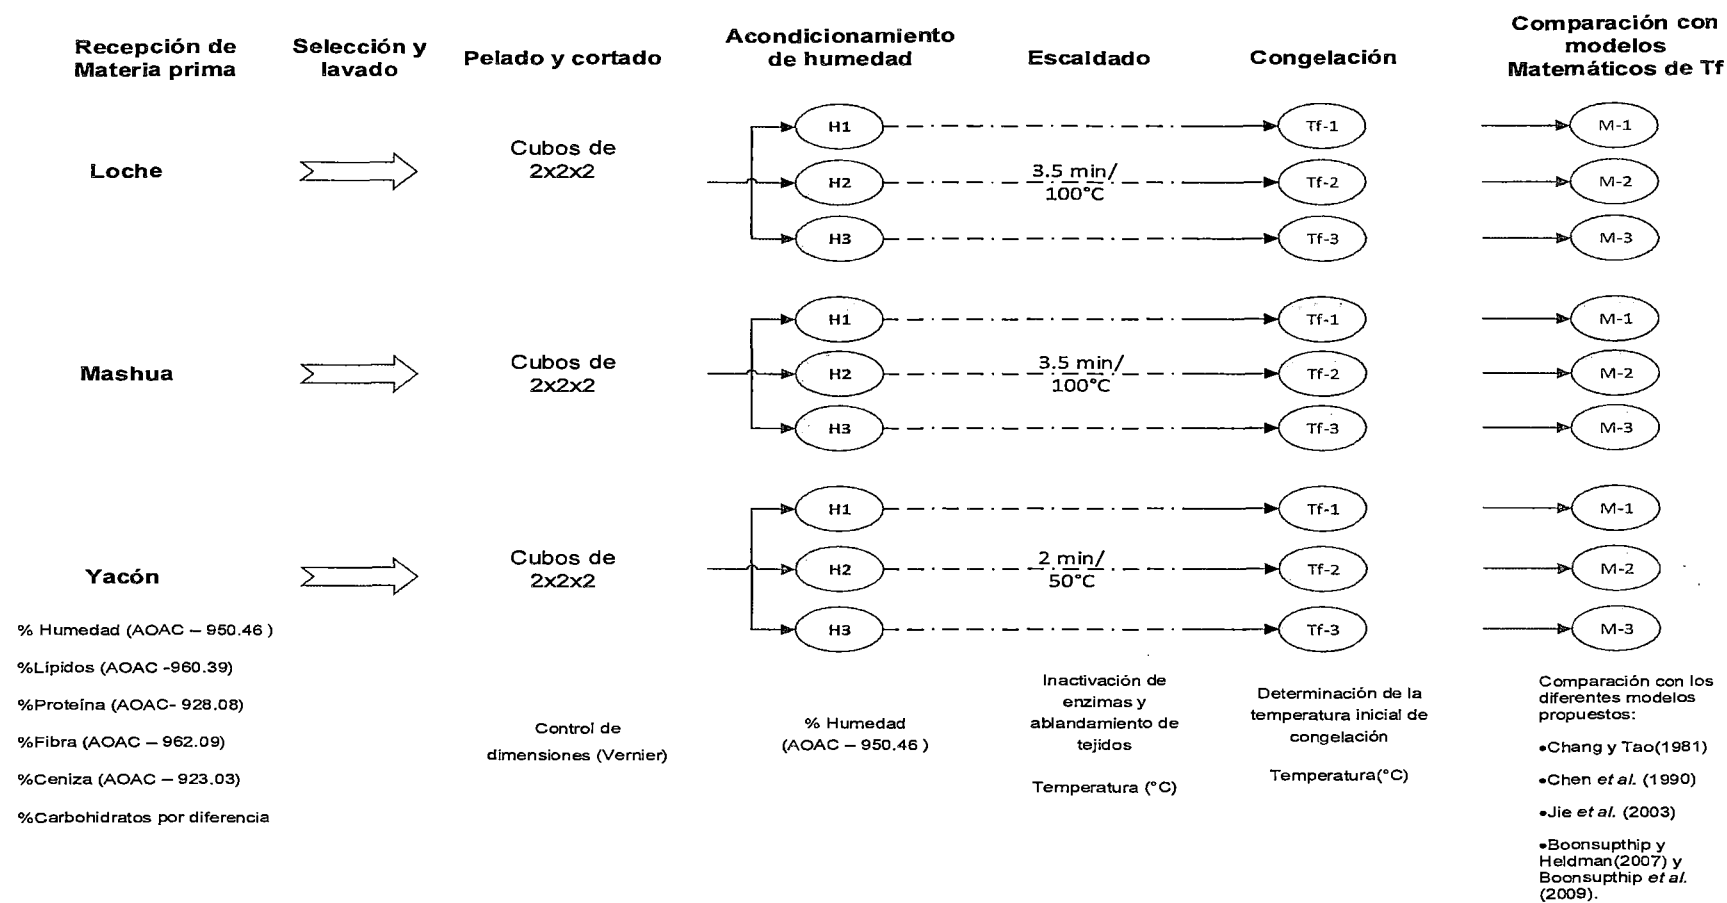 Recepción de
Materia prima
Selección y
lavado
Pelado y cortado
Acondicionamiento
de humedad
Escaldado
Congelación
Comparación con
modelos
Matemáticos de Tf
Loche
Cubos de
2x2x2
H1
H2
H3
3.5 min/
100°C
Tf-1
Tf-2
Tf-3
M-1
M-2
M-3
Mashua
Cubos de
2x2x2
H1
H2
H3
3.5 min/
100°C
Tf-1
Tf-2
Tf-3
M-1
M-2
M-3
Yacón
Cubos de
2x2x2
H1
H2
H3
2 min/
50°C
Tf-1
Tf-2
Tf-3
M-1
M-2
M-3
% Humedad (AOAC – 950.46 )
%Lípidos (AOAC -960.39)
%Proteína (AOAC- 928.08)
%Fibra (AOAC – 962.09)
%Ceniza (AOAC – 923.03)
%Carbohidratos por diferencia
Control de
dimensiones (Vernier)
% Humedad
(AOAC – 950.46 )
Inactivación de
enzimas y
ablandamiento de
tejidos
Temperatura (°C)
Determinación de la
temperatura inicial de
congelación
Temperatura(°C)
Comparación con los
diferentes modelos
propuestos:
•Chang y Tao(1981)
•Chen et al. (1990)
•Jie et al. (2003)
•Boonsupthip y
Heldman(2007) y
Boonsupthip et al.
(2009).